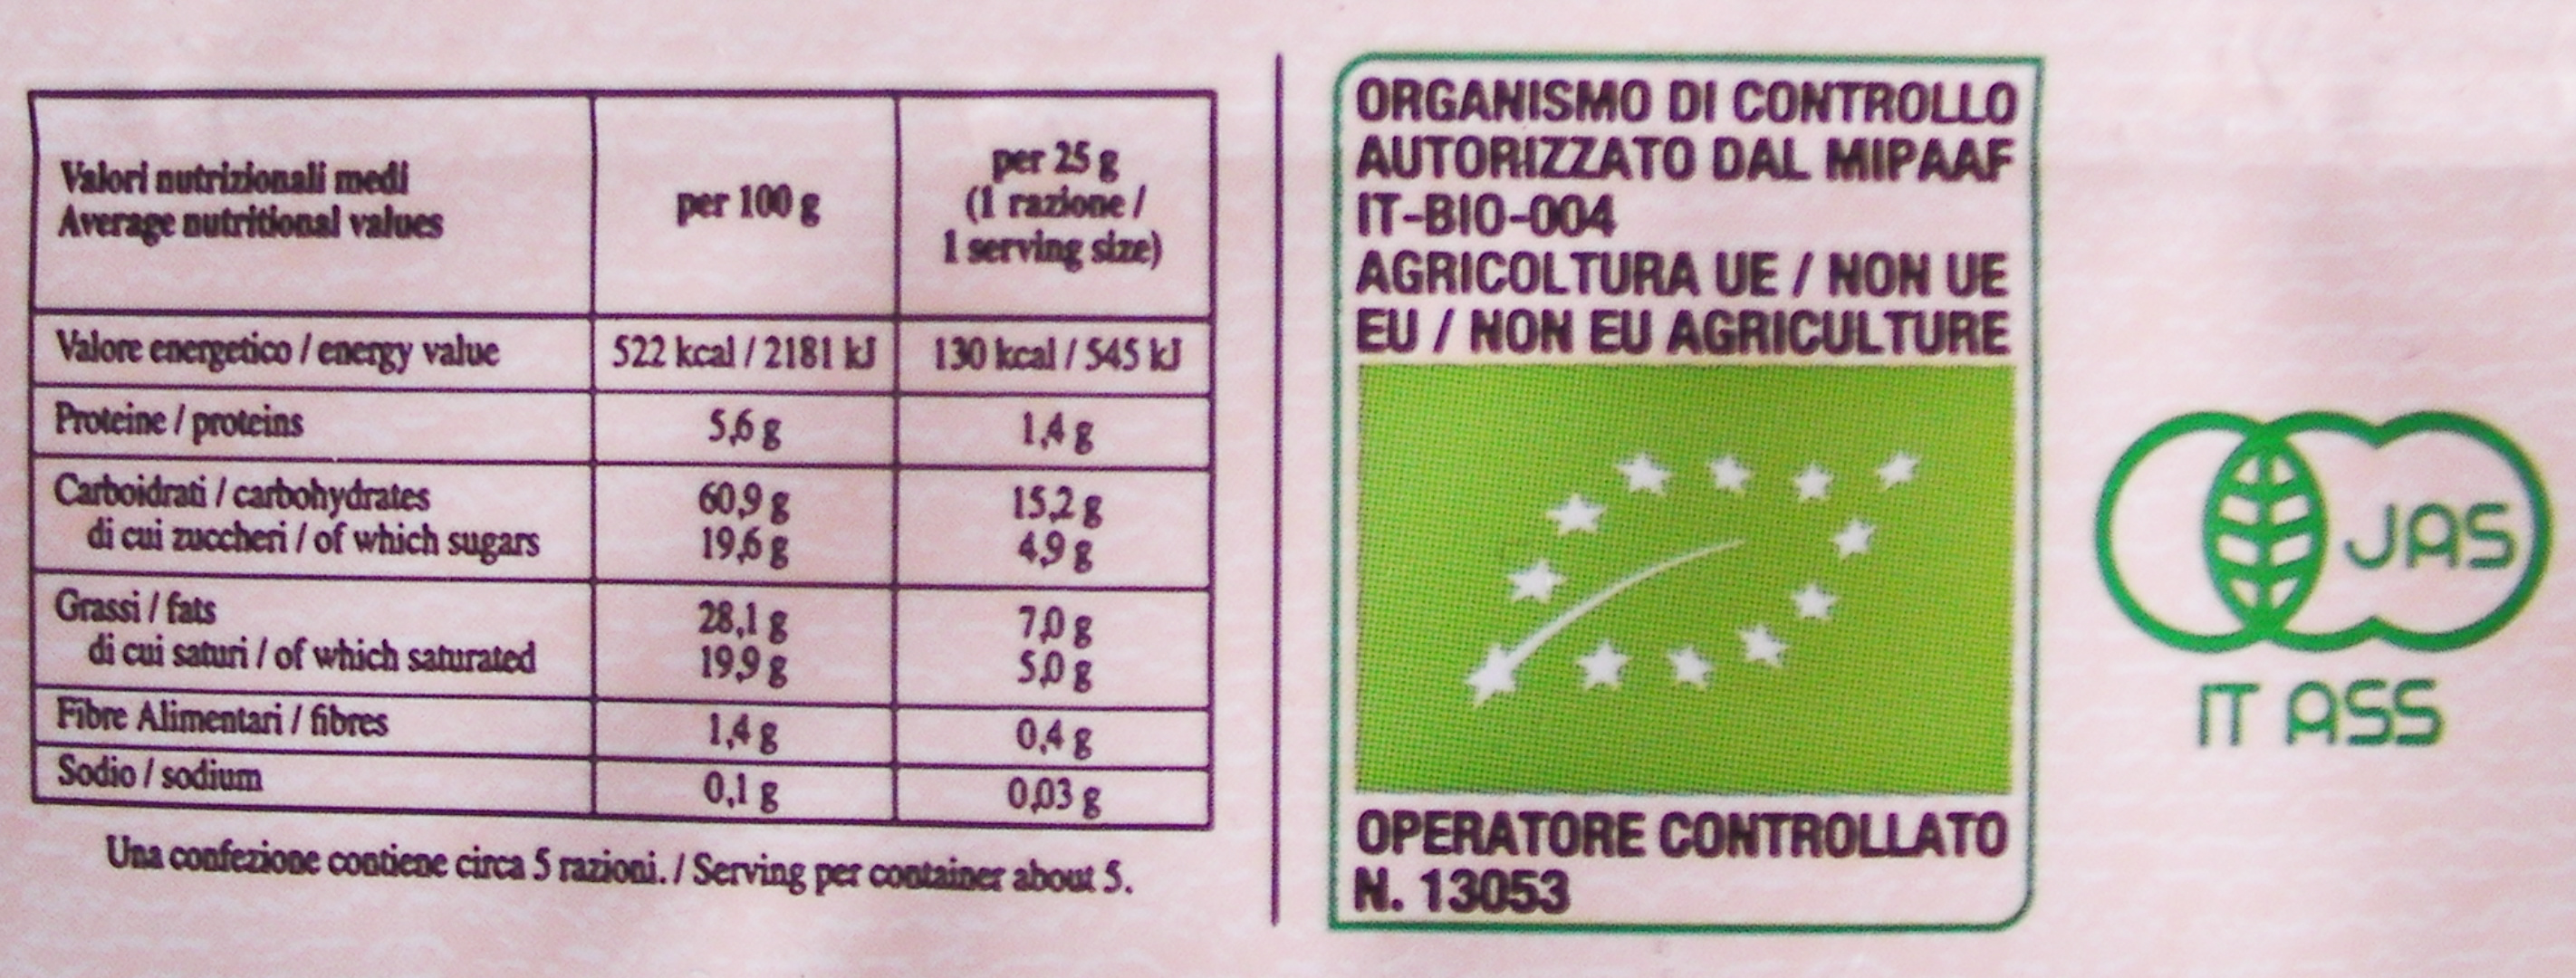 Valori nutrizionali medi
Average nutritional values
per 100 g
per 25 g
(1 razione /
1 serving size)
Valore energetico / energy value 522 kcal / 2181 kJ 130 kcal / 545 kJ
Proteine / proteins 5,6 g 1,4 g
Carboidrati / carbohydrates 60,9 g 15,2 g
di cui zuccheri / of which sugars 19,6 g 4,9 g
Grassi / fats 28,1 g 7,0 g
di cui saturi / of which saturated 19,9 g 5,0 g
Fibre Alimentari / fibres 1,4 g 0,4 g
Sodio / sodium 0,1 g 0,03 g
Una confezione contiene circa 5 razioni. / Serving per container about 5.
ORGANISMO DI CONTROLLO
AUTORIZZATO DAL MIPAAF
IT-BIO-004
AGRICOLTURA UE / NON UE
EU / NON EU AGRICULTURE
OPERATORE CONTROLLATO
N. 13053
JAS
IT ASS